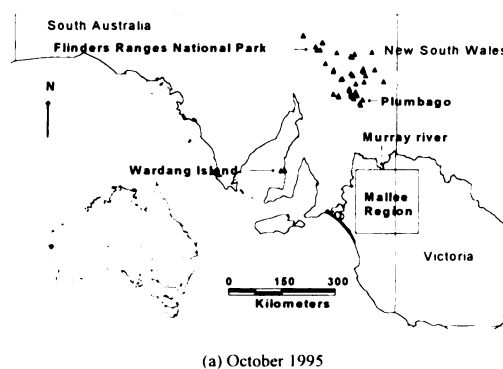 South Australia
Flinders Ranges National Park
New South Wales
N
Plumbago
Murray river
Wardang Island
Mallee
Region
Victoria
0 150 300
Kilometers
(a) October 1995